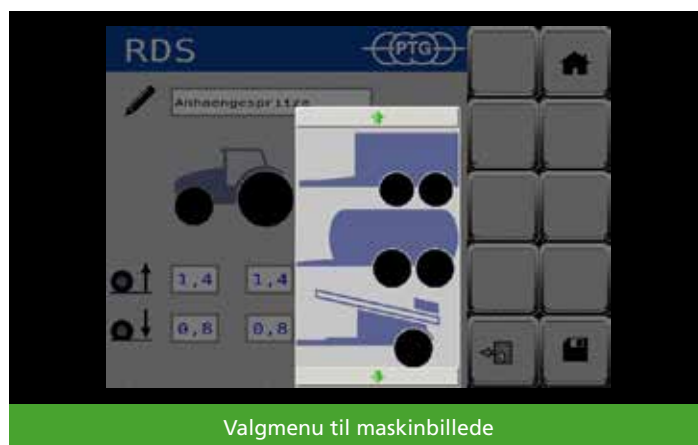 RDS
PTG
Anhaengespritze
1,4 1,4
0,8 0,8
Valgmenu til maskinbillede